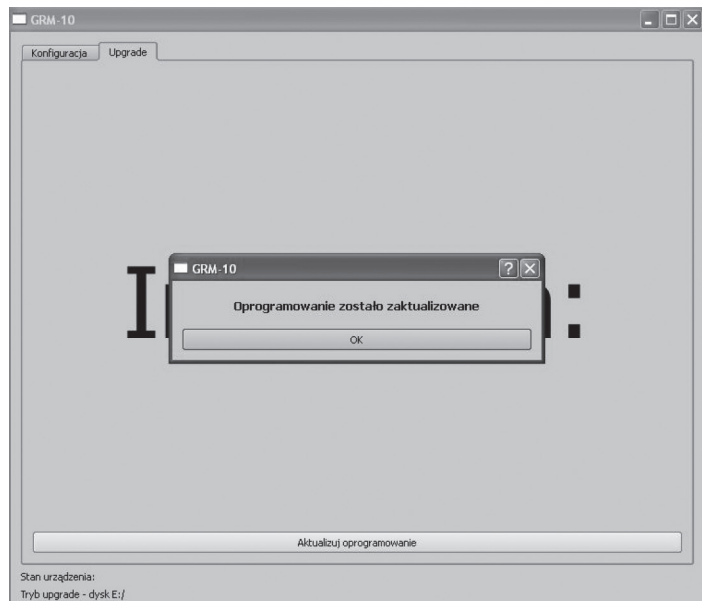 GRM-10
Konfiguracja Upgrade
GRM-10
Oprogramowanie zostało zaktualizowane
OK
Aktualizuj oprogramowanie
Stan urządzenia:
Tryb upgrade - dysk E:/